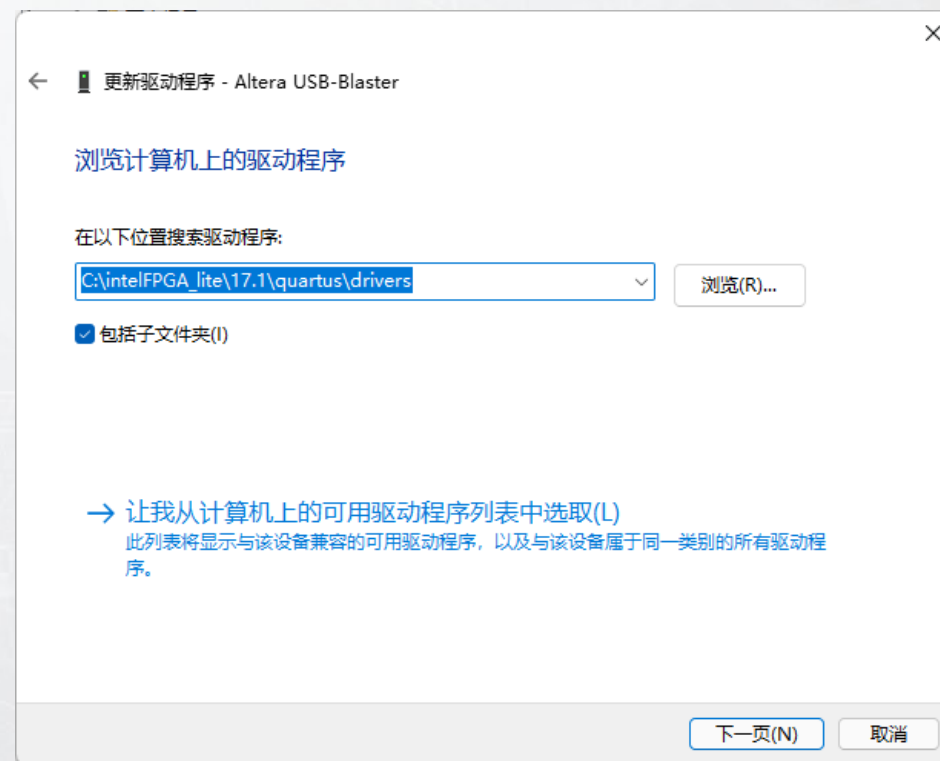 更新驱动程序 - Altera USB-Blaster
浏览计算机上的驱动程序
在以下位置搜索驱动程序:
C:\intelFPGA_lite\17.1\quartus\drivers
浏览(R)...
包括子文件夹(I)
让我从计算机上的可用驱动程序列表中选取(L)
此列表将显示与该设备兼容的可用驱动程序，以及与该设备属于同一类别的所有驱动程
序。
下一页(N)
取消